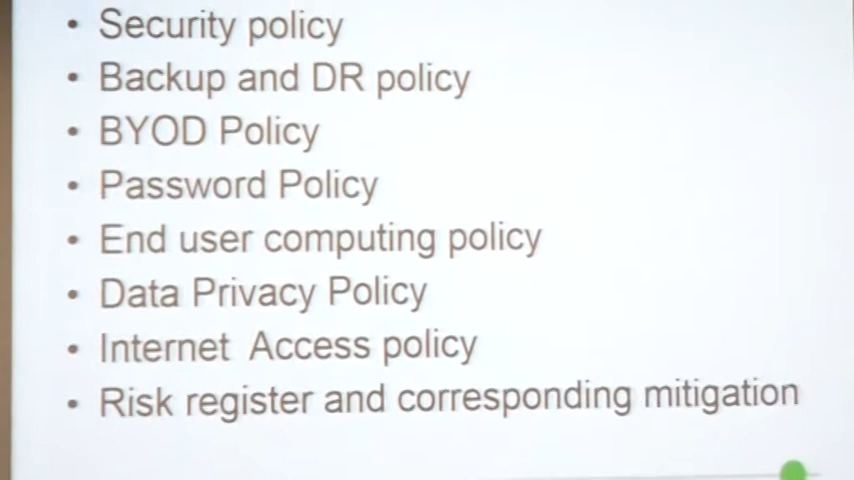 • Security policy
• Backup and DR policy
• BYOD Policy
• Password Policy
• End user computing policy
• Data Privacy Policy
• Internet Access policy
• Risk register and corresponding mitigation